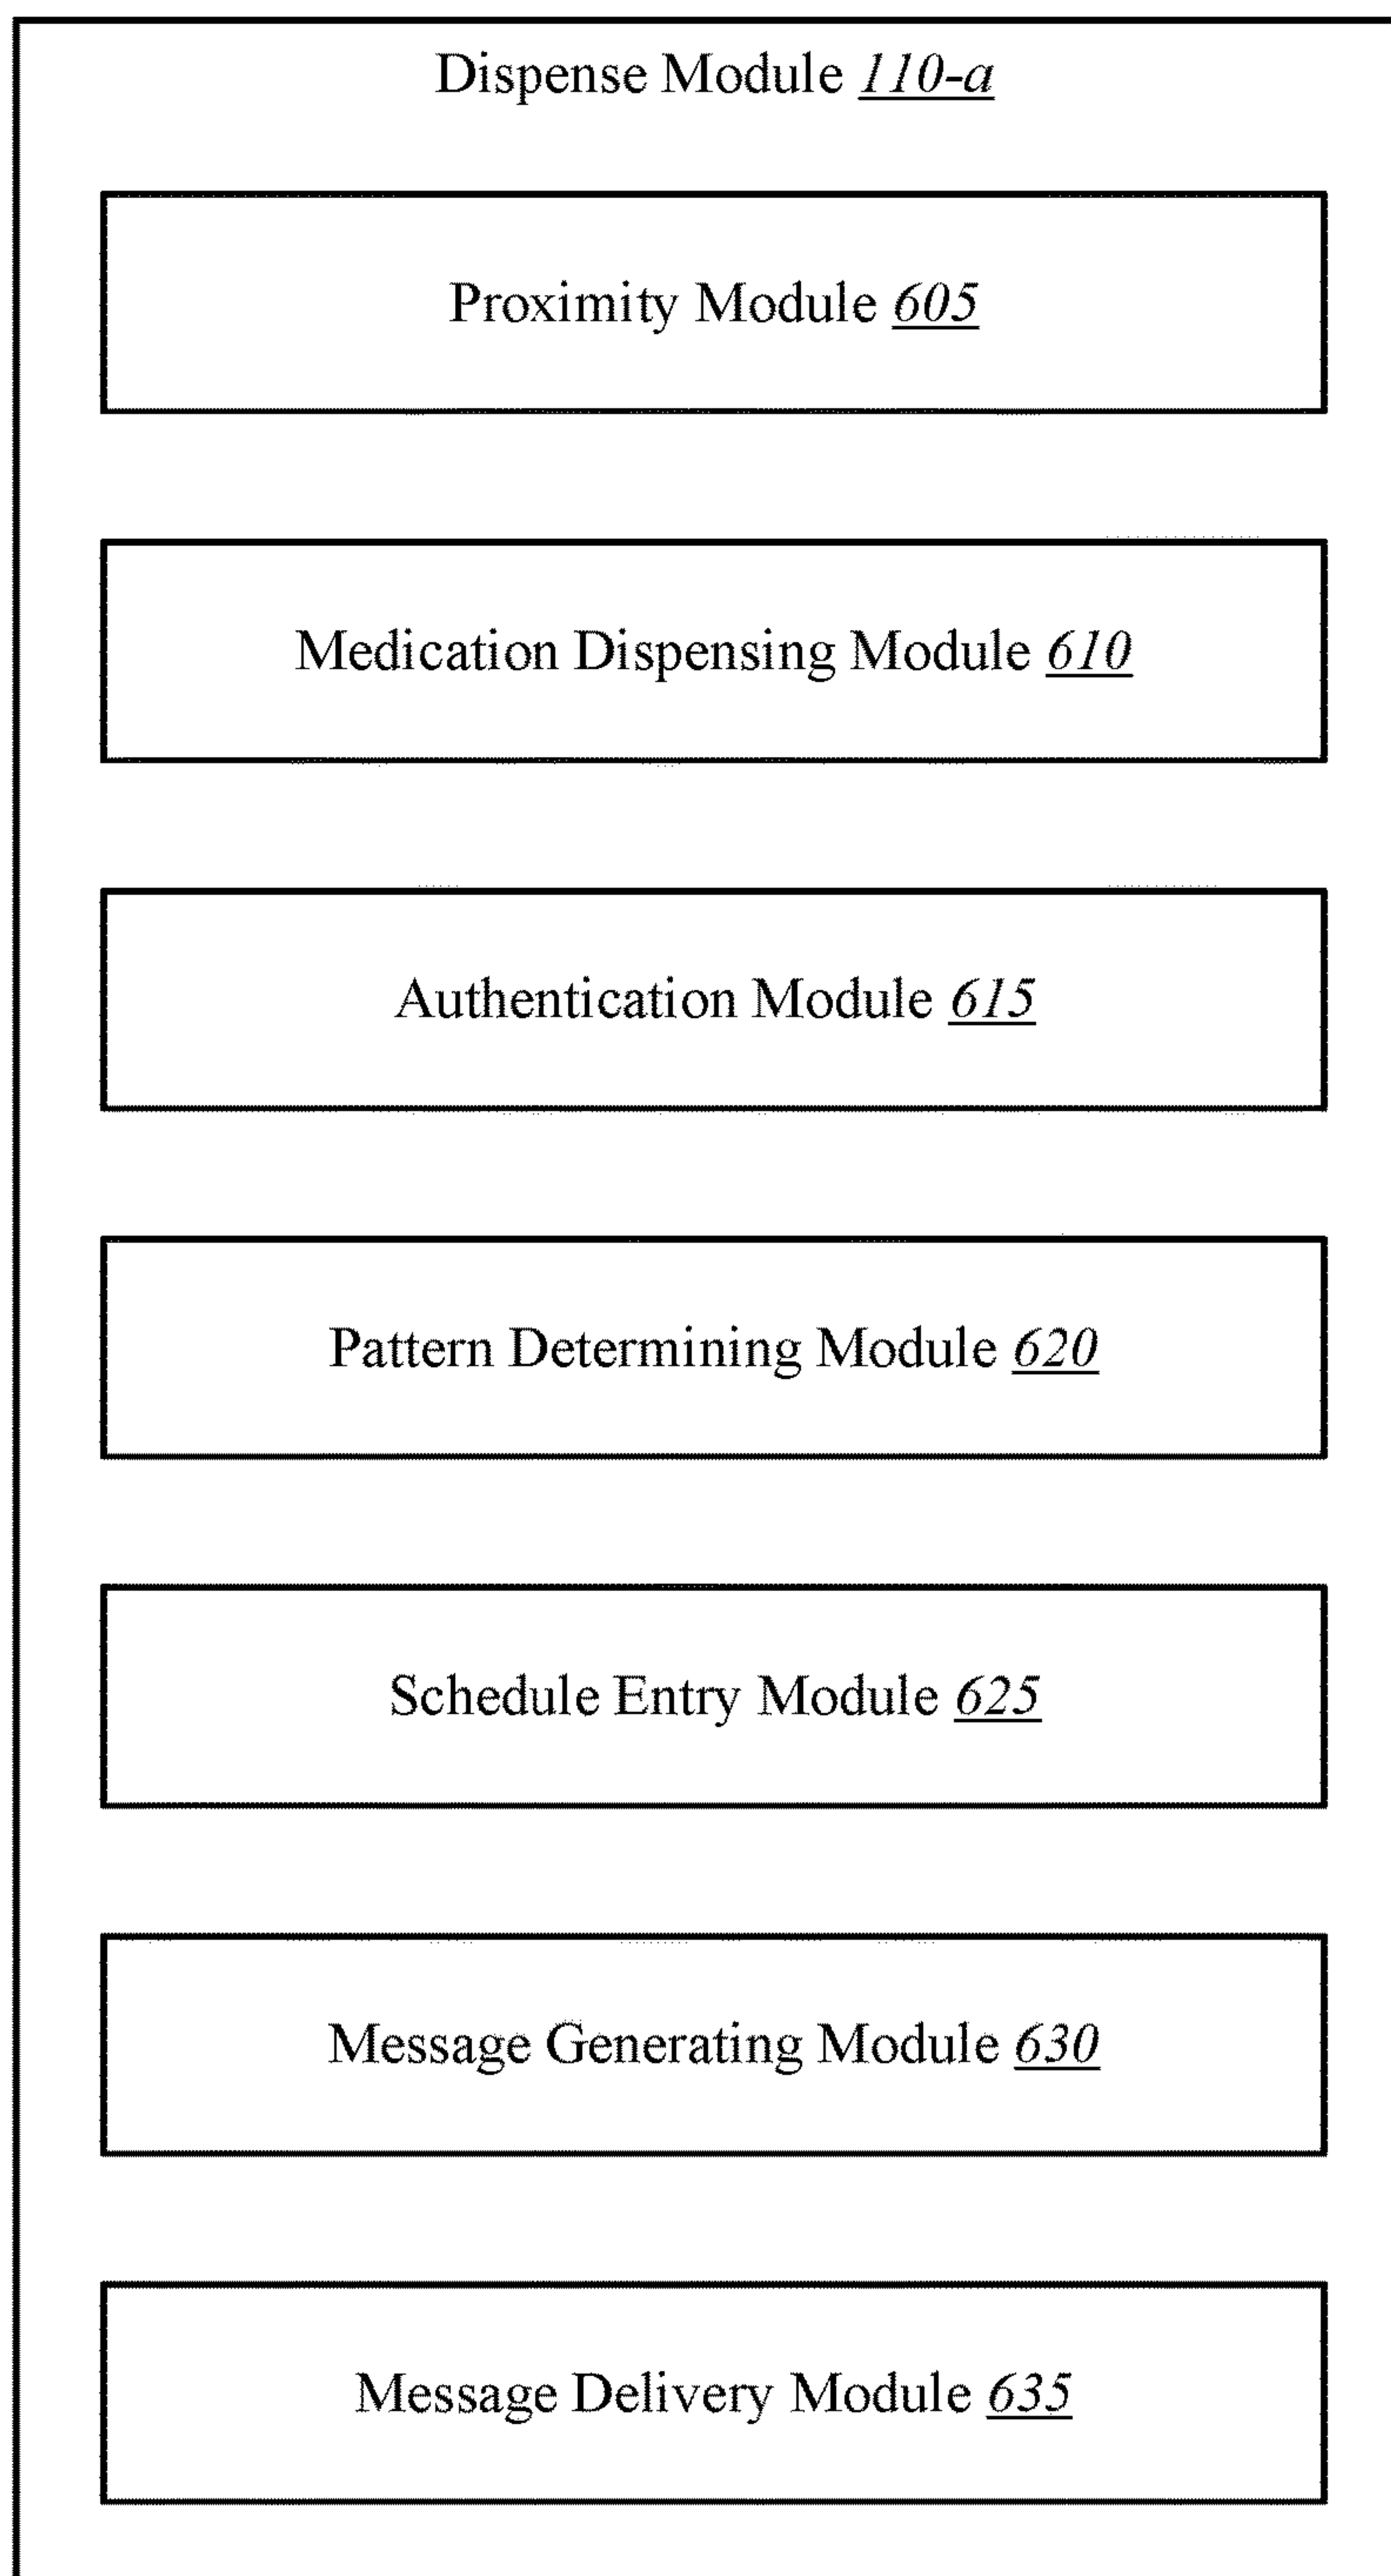 Dispense Module 110-a
Proximity Module 605
Medication Dispensing Module 610
Authentication Module 615
Pattern Determining Module 620
Schedule Entry Module 625
Message Generating Module 630
Message Delivery Module 635